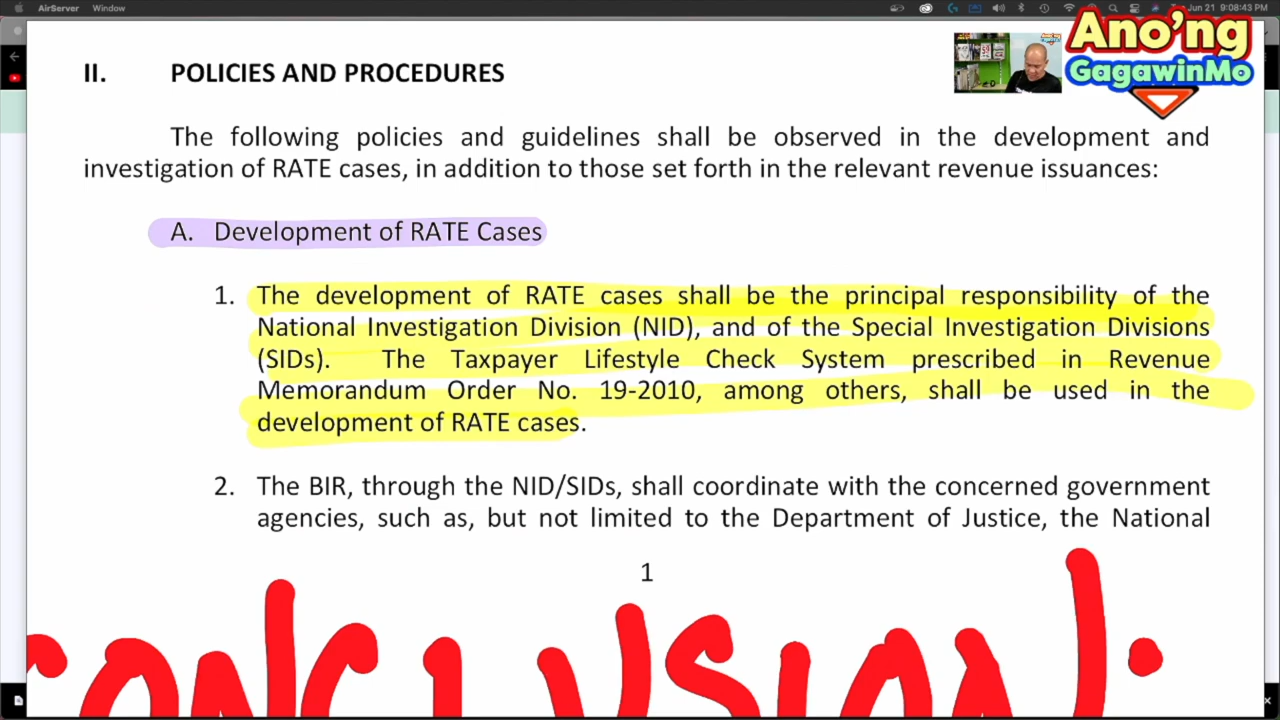 AirServer Window
Jun 21 9:08:43 PM
Ano'ng
GagawinMo
II. POLICIES AND PROCEDURES
The following policies and guidelines shall be observed in the development and
investigation of RATE cases, in addition to those set forth in the relevant revenue issuances:
A. Development of RATE Cases
1. The development of RATE cases shall be the principal responsibility of the
National Investigation Division (NID), and of the Special Investigation Divisions
(SIDs). The Taxpayer Lifestyle Check System prescribed in Revenue
Memorandum Order No. 19-2010, among others, shall be used in the
development of RATE cases.
2. The BIR, through the NID/SIDs, shall coordinate with the concerned government
agencies, such as, but not limited to the Department of Justice, the National
1